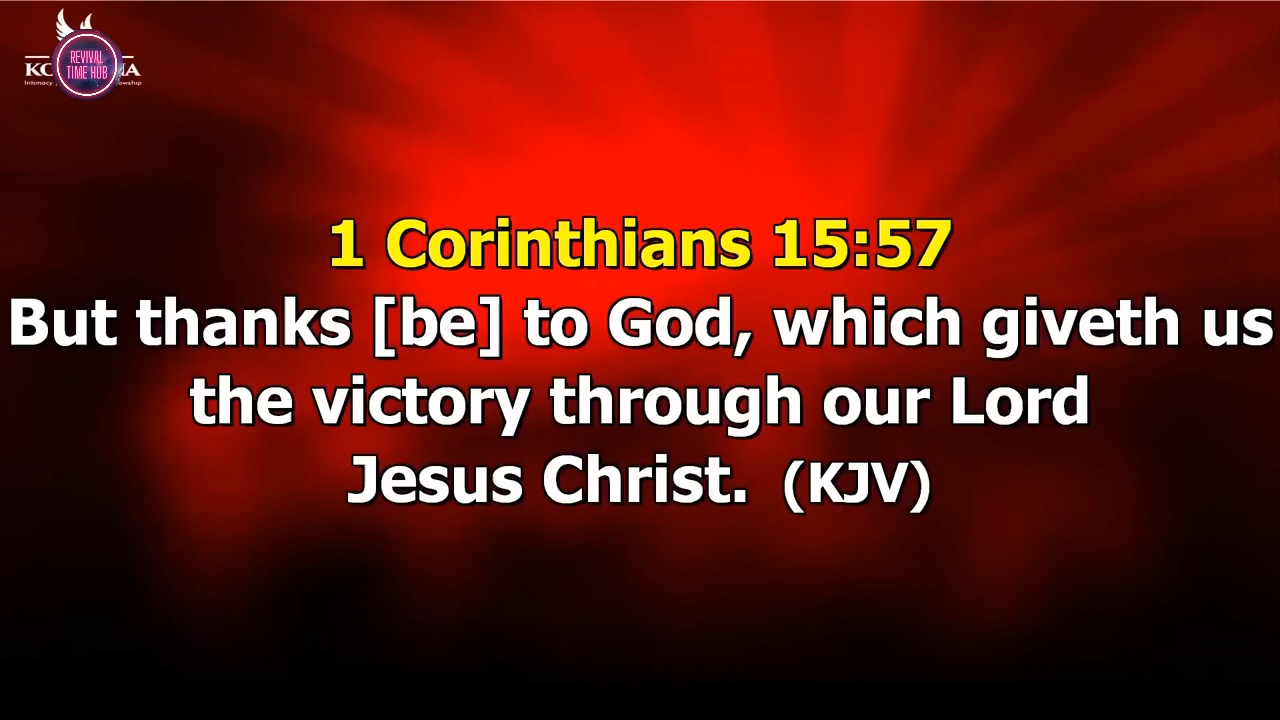 REVIVAL
TIME HUB
Intimacy
1 Corinthians 15:57
But thanks [be] to God, which giveth us
the victory through our Lord
Jesus Christ. (KJV)